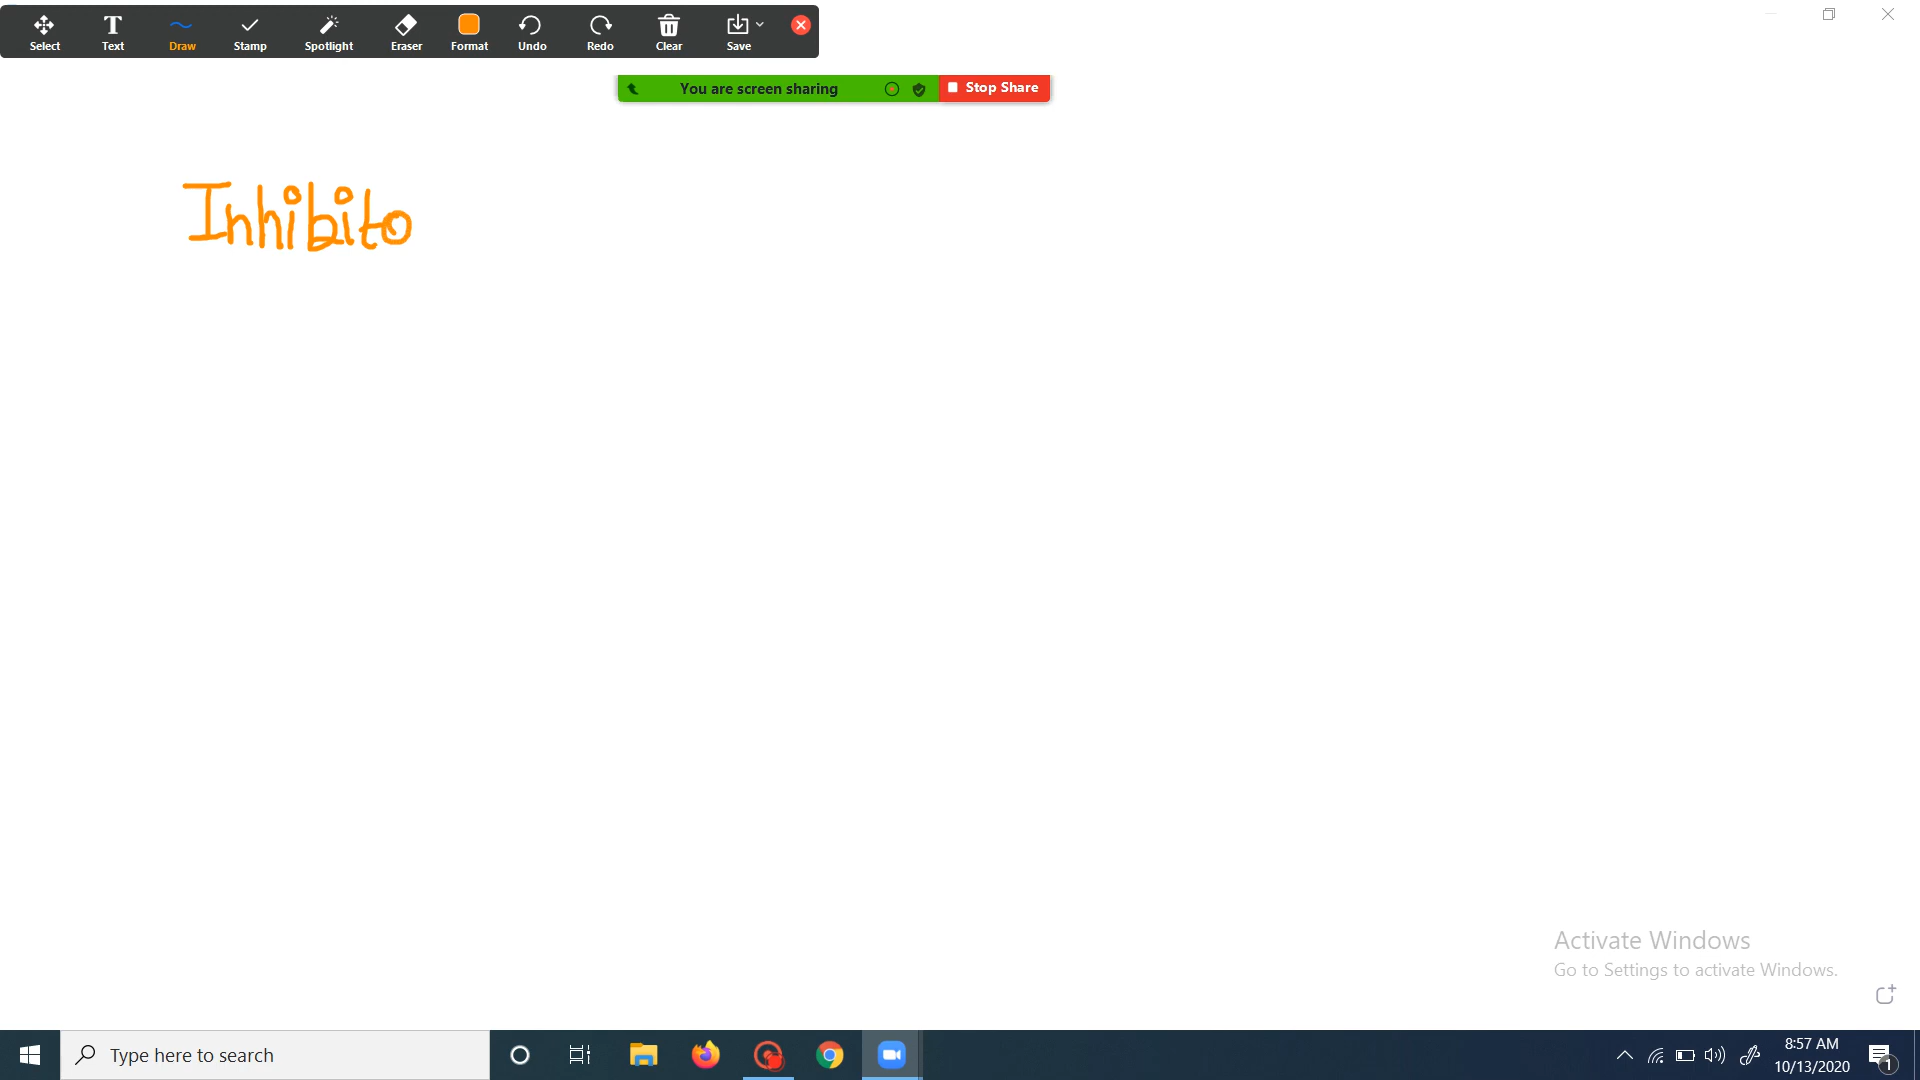 Select Text Draw Stamp Spotlight Eraser Format Undo Redo Clear Save
You are screen sharing Stop Share
Inhibito
Activate Windows
Go to Settings to activate Windows.
Type here to search
8:57 AM
10/13/2020
1